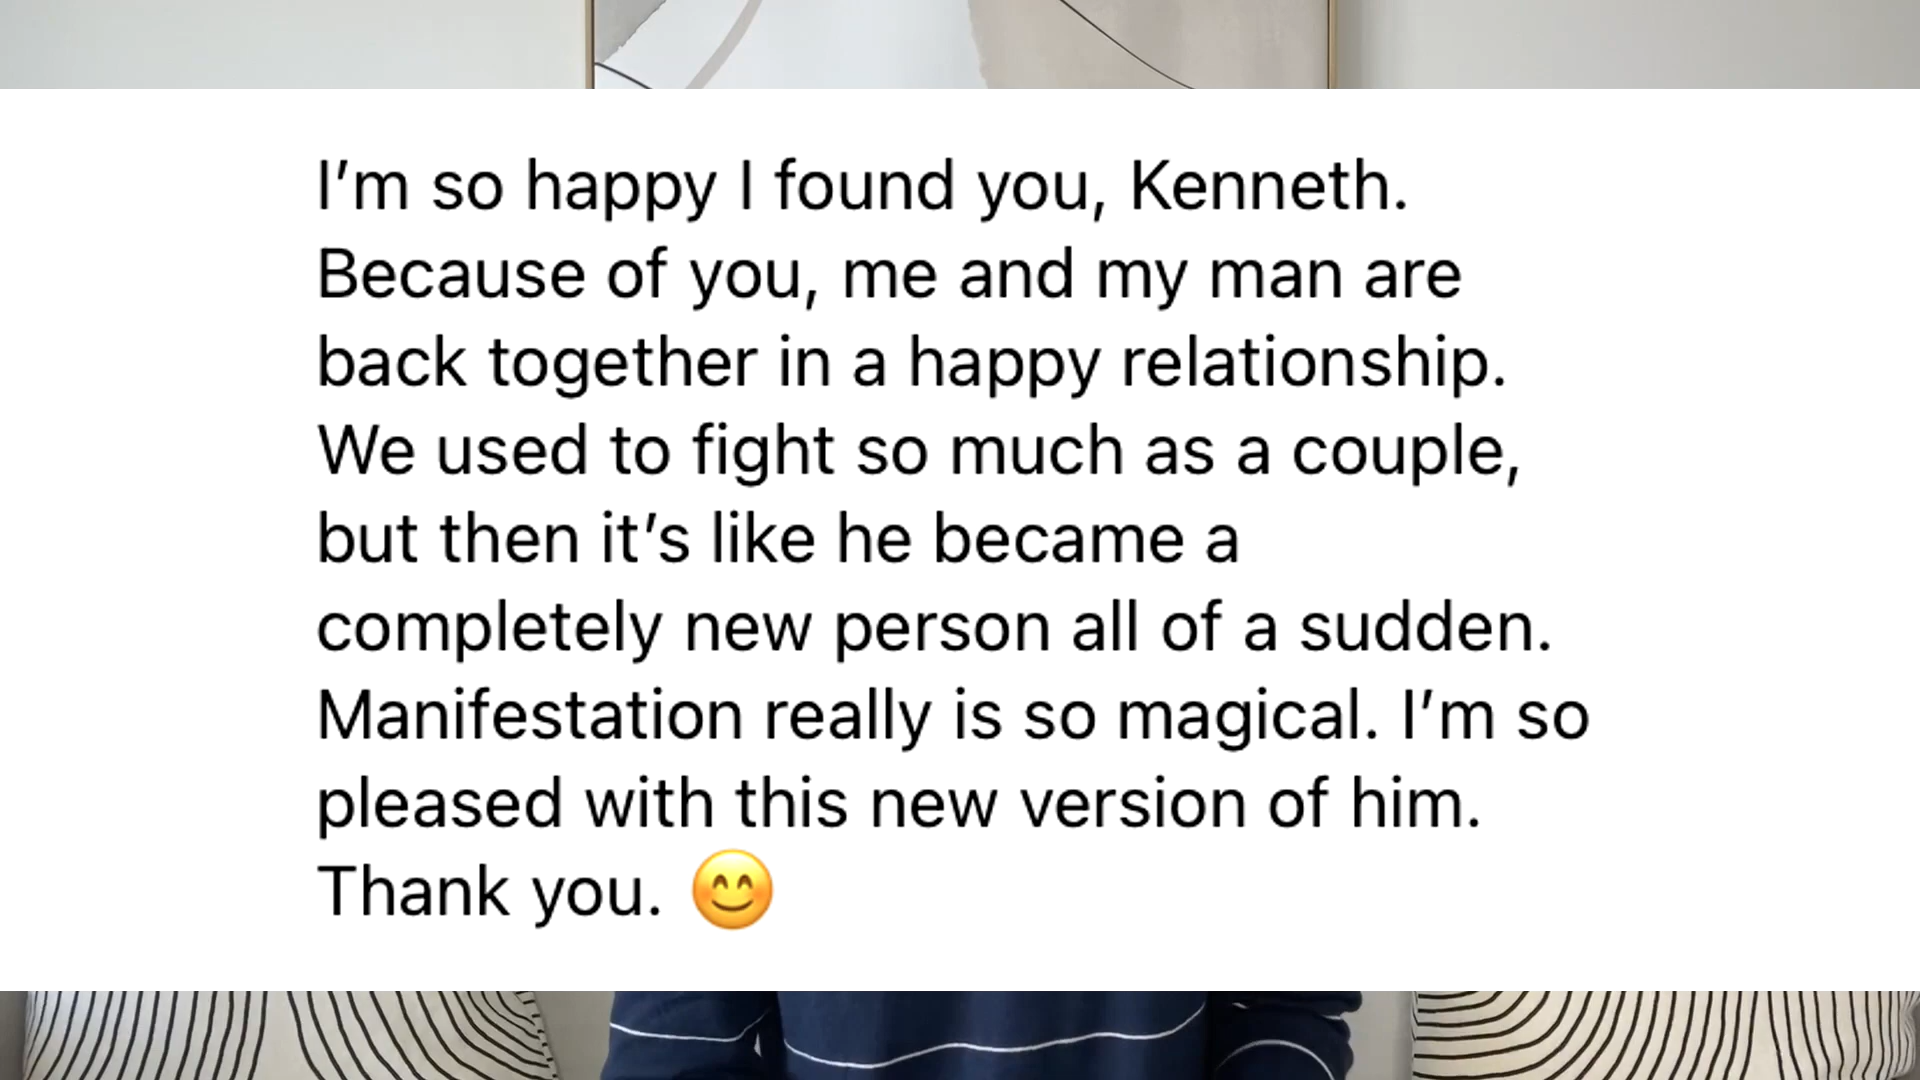 I’m so happy I found you, Kenneth.
Because of you, me and my man are
back together in a happy relationship.
We used to fight so much as a couple,
but then it’s like he became a
completely new person all of a sudden.
Manifestation really is so magical. I’m so
pleased with this new version of him.
Thank you. 😊